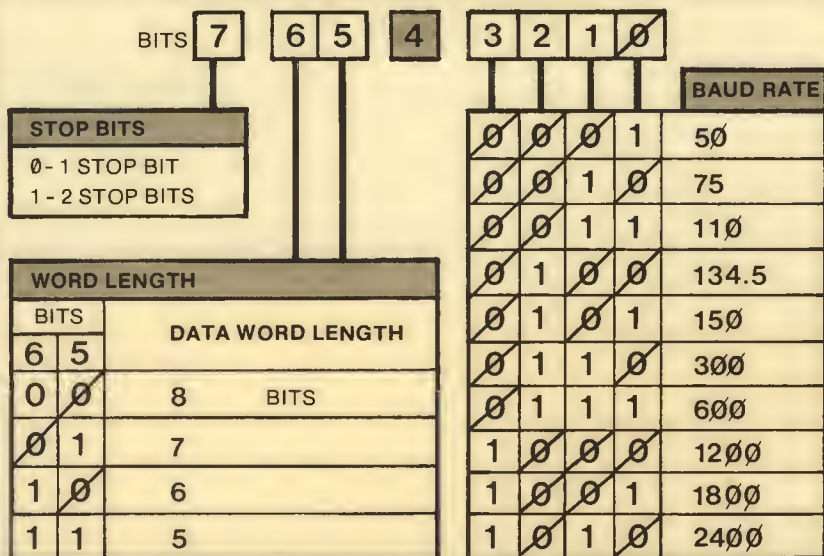 BITS 7 6 5 4 3 2 1 Ø
STOP BITS
Ø - 1 STOP BIT
1 - 2 STOP BITS
WORD LENGTH
BITS DATA WORD LENGTH
6 5
0 Ø 8 BITS
Ø 1 7
1 Ø 6
1 1 5
BAUD RATE
Ø Ø Ø 1 5Ø
Ø Ø 1 Ø 75
Ø Ø 1 1 11Ø
Ø 1 Ø Ø 134.5
Ø 1 Ø 1 15Ø
Ø 1 1 Ø 3ØØ
Ø 1 1 1 6ØØ
1 Ø Ø Ø 12ØØ
1 Ø Ø 1 18ØØ
1 Ø 1 Ø 24ØØ